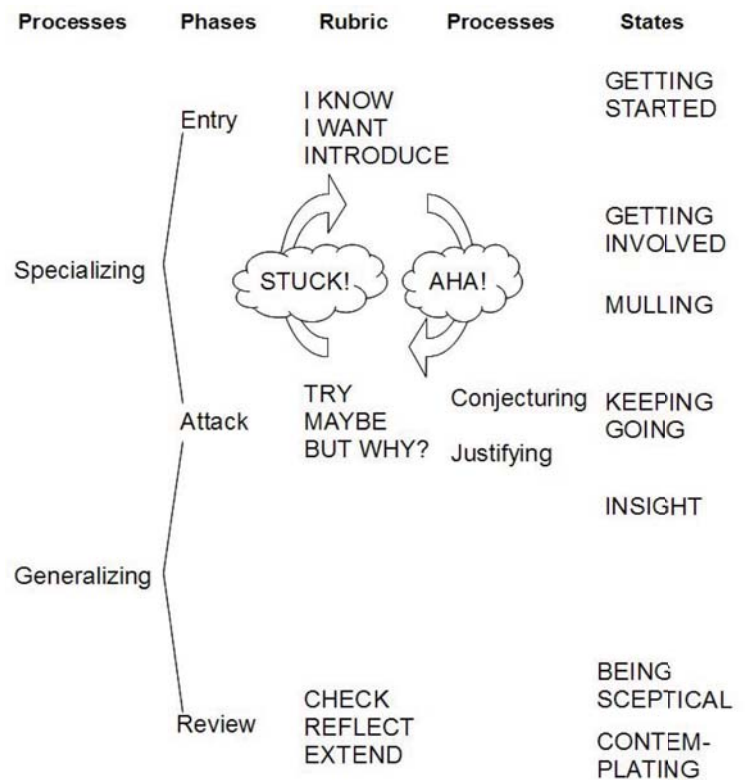 Processes Phases Rubric Processes States
GETTING
STARTED
I KNOW
Entry
I WANT
INTRODUCE
GETTING
INVOLVED
Specializing
STUCK!
AHA!
MULLING
TRY
Conjecturing
KEEPING
Attack
MAYBE
GOING
BUT WHY?
Justifying
INSIGHT
Generalizing
BEING
SCEPTICAL
CHECK
Review
REFLECT
EXTEND
CONTEM-
PLATING